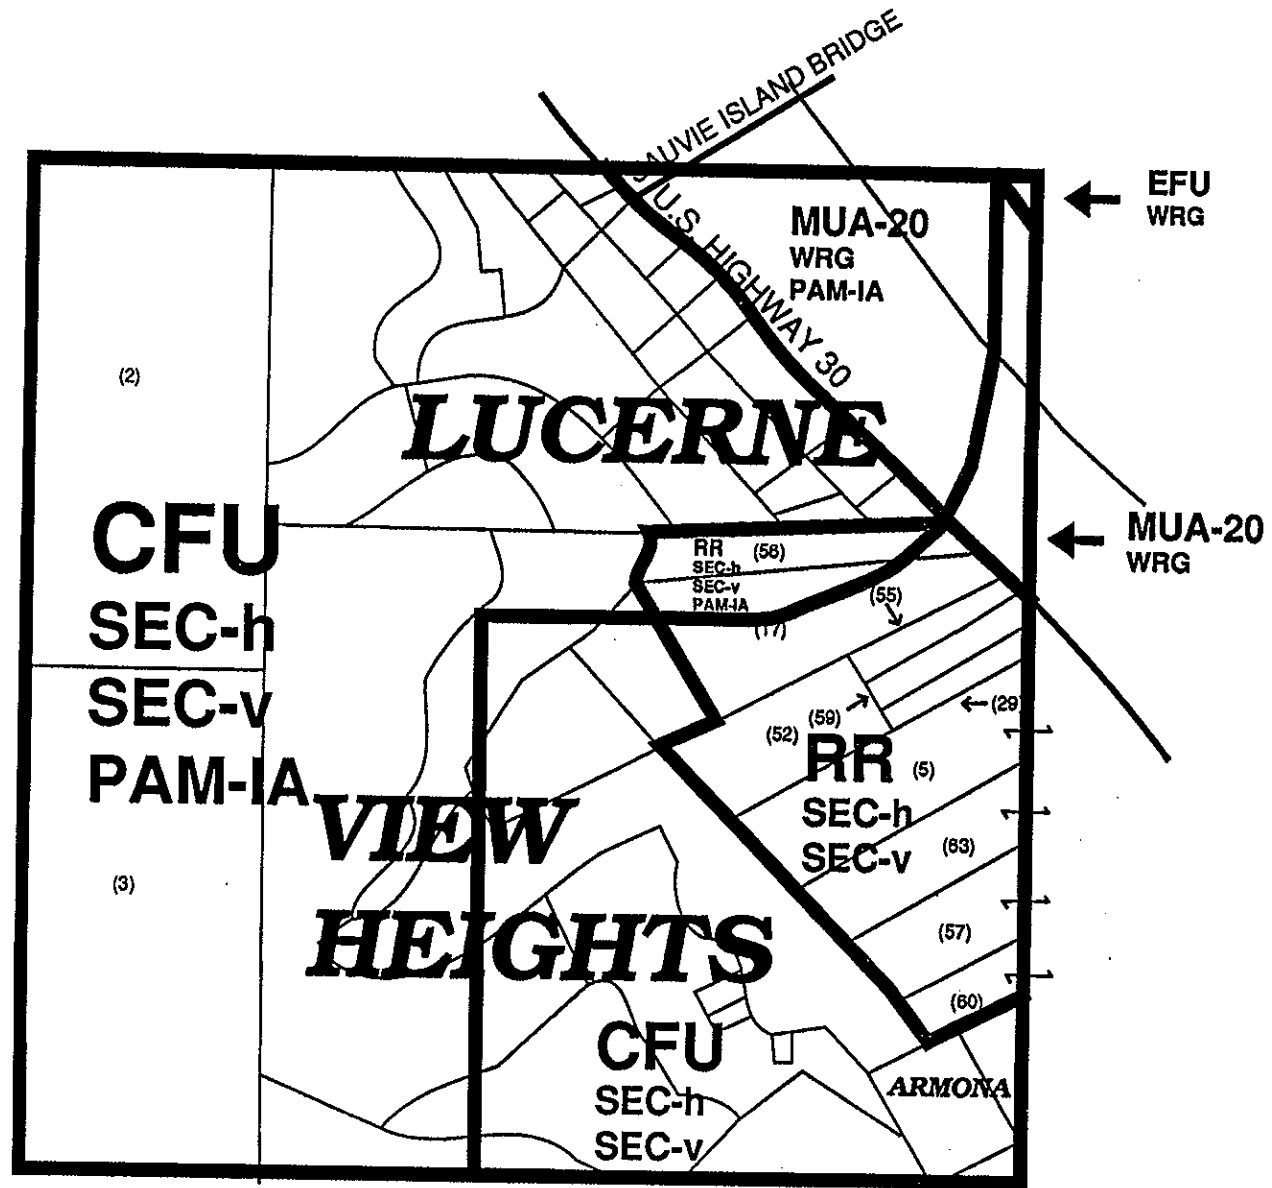 SAUVIE ISLAND BRIDGE
EFU
WRG
U.S. HIGHWAY 30
MUA-20
WRG
PAM-IA
(2)
LUCERNE
CFU
SEC-h
SEC-v
PAM-IA
RR (56)
SEC-h
SEC-v
PAM-IA
MUA-20
WRG
(55)
(17)
(59)
(29)
(52)
RR (5)
SEC-h
SEC-v
(63)
VIEW
HEIGHTS
(3)
(57)
(60)
CFU
SEC-h
SEC-v
ARMONA